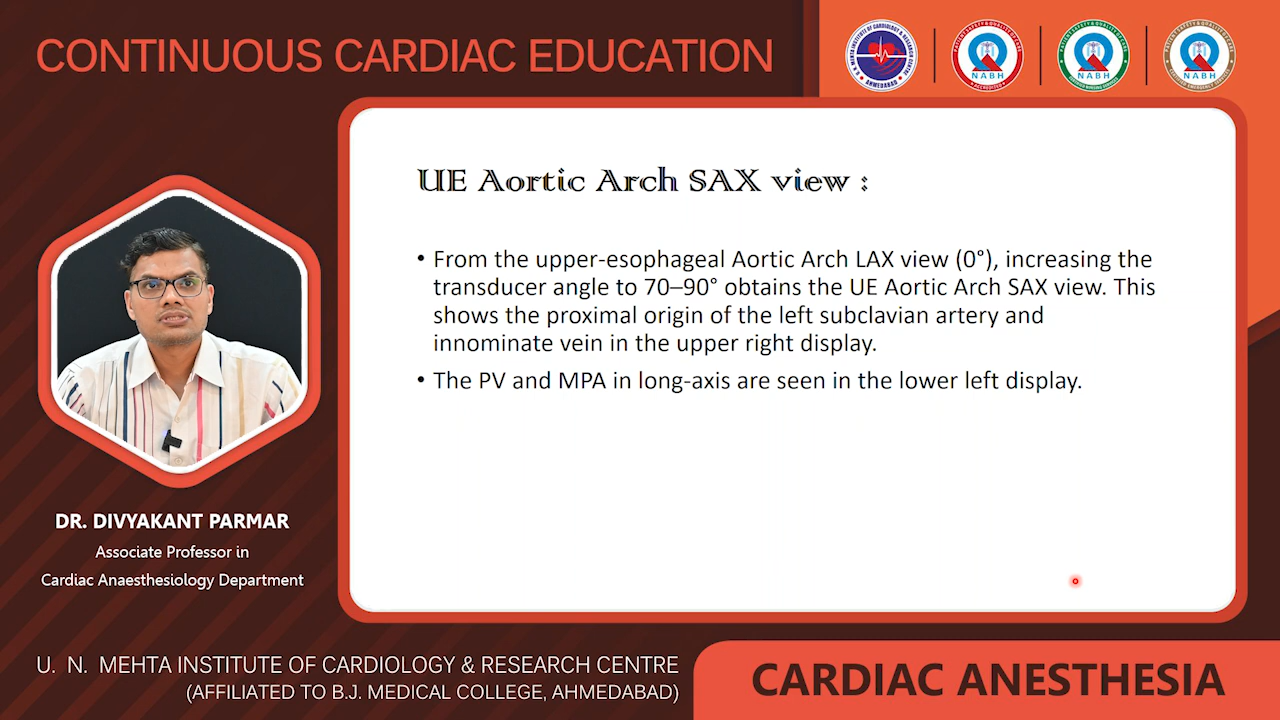 CONTINUOUS CARDIAC EDUCATION
NABH
NABH
NABH
UE Aortic Arch SAX view :
• From the upper-esophageal Aortic Arch LAX view (0°), increasing the
transducer angle to 70–90° obtains the UE Aortic Arch SAX view. This
shows the proximal origin of the left subclavian artery and
innominate vein in the upper right display.
• The PV and MPA in long-axis are seen in the lower left display.
DR. DIVYAKANT PARMAR
Associate Professor in
Cardiac Anaesthesiology Department
U. N. MEHTA INSTITUTE OF CARDIOLOGY & RESEARCH CENTRE
(AFFILIATED TO B.J. MEDICAL COLLEGE, AHMEDABAD)
CARDIAC ANESTHESIA